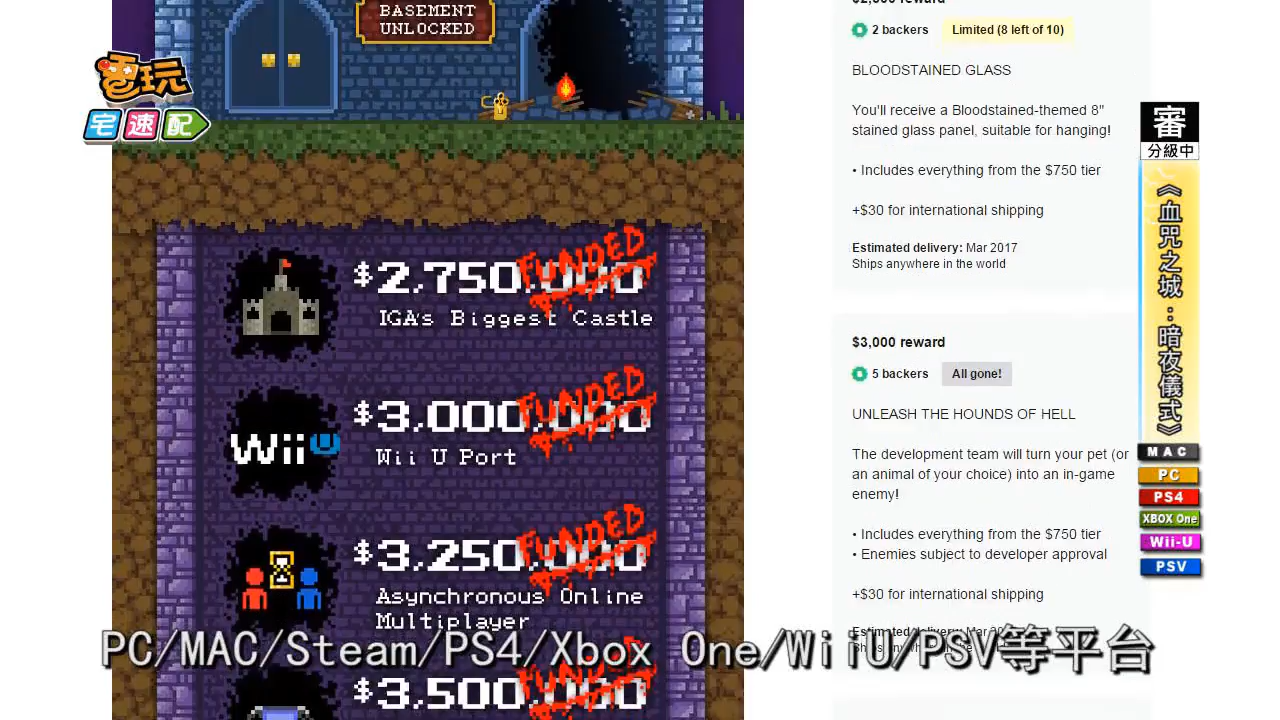 BASEMENT
UNLOCKED
電玩
宅速配
$2,750,000
FUNDED
IGA's Biggest Castle
Wii U
$3,000,000
FUNDED
Wii U Port
$3,250,000
FUNDED
Asynchronous Online
Multiplayer
$3,500,000
FUNDED
2 backers
Limited (8 left of 10)
BLOODSTAINED GLASS
You'll receive a Bloodstained-themed 8"
stained glass panel, suitable for hanging!
• Includes everything from the $750 tier
+$30 for international shipping
Estimated delivery: Mar 2017
Ships anywhere in the world
$3,000 reward
5 backers
All gone!
UNLEASH THE HOUNDS OF HELL
The development team will turn your pet (or
an animal of your choice) into an in-game
enemy!
• Includes everything from the $750 tier
• Enemies subject to developer approval
+$30 for international shipping
Estimated delivery: Mar
審
分級中
《血咒之城：暗夜儀式》
MAC
PC
PS4
XBOX One
Wii-U
PSV
PC/MAC/Steam/PS4/Xbox One/WiiU/PSV等平台